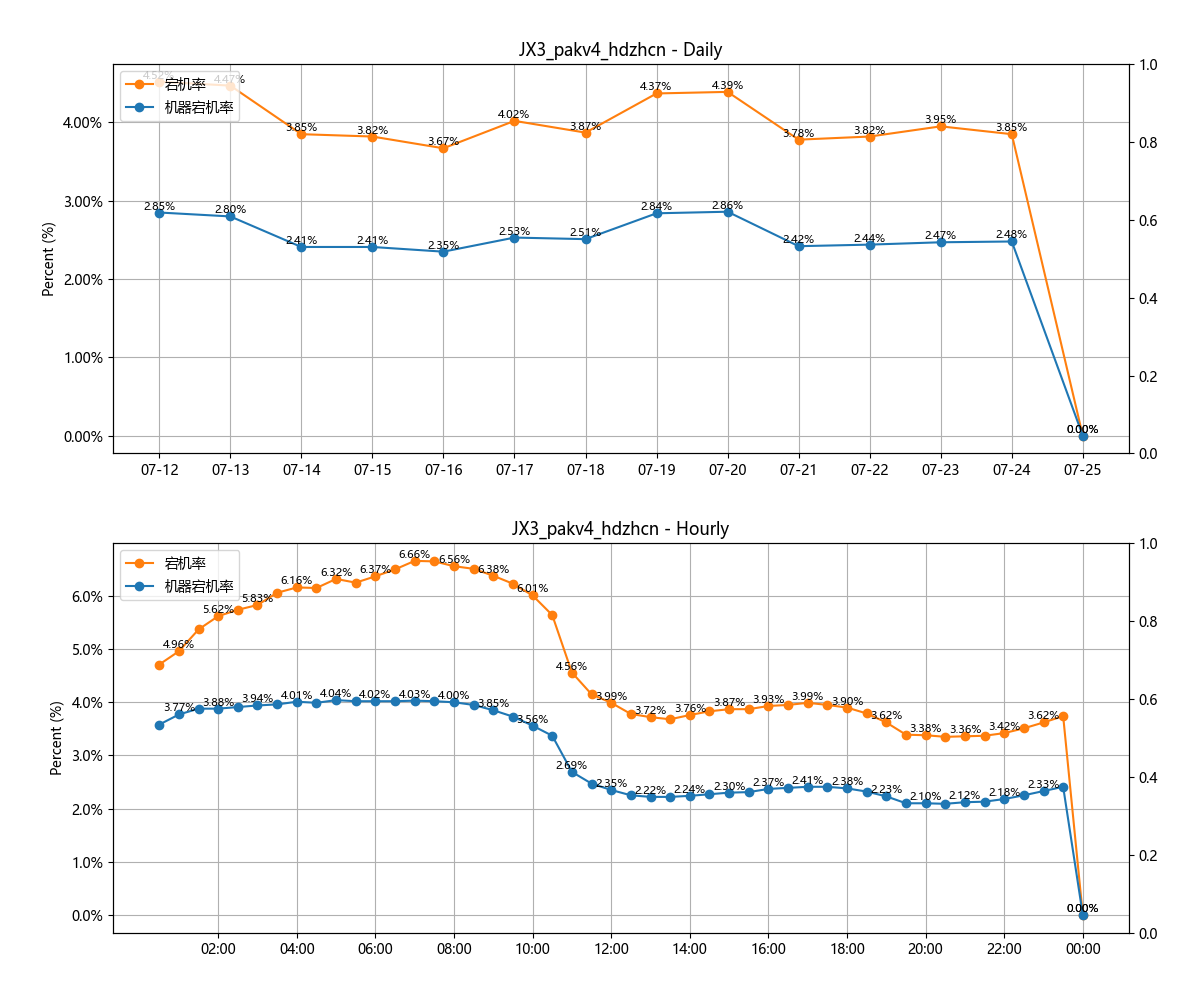 JX3_pakv4_hdzhcn - Daily
宕机率
机器宕机率
4.52% 4.47% 3.85% 3.82% 3.67% 4.02% 3.87% 4.37% 4.39% 3.78% 3.82% 3.95% 3.85% 0.00%
2.85% 2.80% 2.41% 2.41% 2.35% 2.53% 2.51% 2.84% 2.86% 2.42% 2.44% 2.47% 2.48% 0.00%
Percent (%)
4.00%
3.00%
2.00%
1.00%
0.00%
1.0
0.8
0.6
0.4
0.2
0.0
07-12 07-13 07-14 07-15 07-16 07-17 07-18 07-19 07-20 07-21 07-22 07-23 07-24 07-25
JX3_pakv4_hdzhcn - Hourly
宕机率
机器宕机率
4.96% 5.62% 5.83% 6.16% 6.32% 6.37% 6.66% 6.56% 6.38% 6.01% 4.56% 3.99% 3.72% 3.76% 3.87% 3.93% 3.99% 3.90% 3.62% 3.38% 3.36% 3.42% 3.62% 0.00%
3.77% 3.88% 3.94% 4.01% 4.04% 4.02% 4.03% 4.00% 3.85% 3.56% 2.69% 2.35% 2.22% 2.24% 2.30% 2.37% 2.41% 2.38% 2.23% 2.10% 2.12% 2.18% 2.33% 0.00%
Percent (%)
6.0%
5.0%
4.0%
3.0%
2.0%
1.0%
0.0%
1.0
0.8
0.6
0.4
0.2
0.0
02:00 04:00 06:00 08:00 10:00 12:00 14:00 16:00 18:00 20:00 22:00 00:00